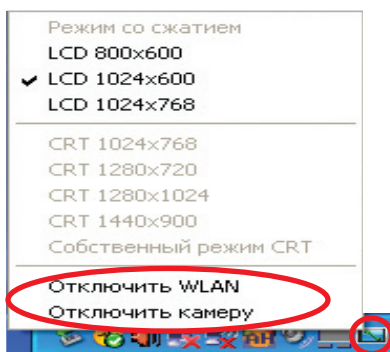 Режим со сжатием
LCD 800x600
LCD 1024x600
LCD 1024x768
CRT 1024x768
CRT 1280x720
CRT 1280x1024
CRT 1440x900
Собственный режим CRT
Отключить WLAN
Отключить камеру